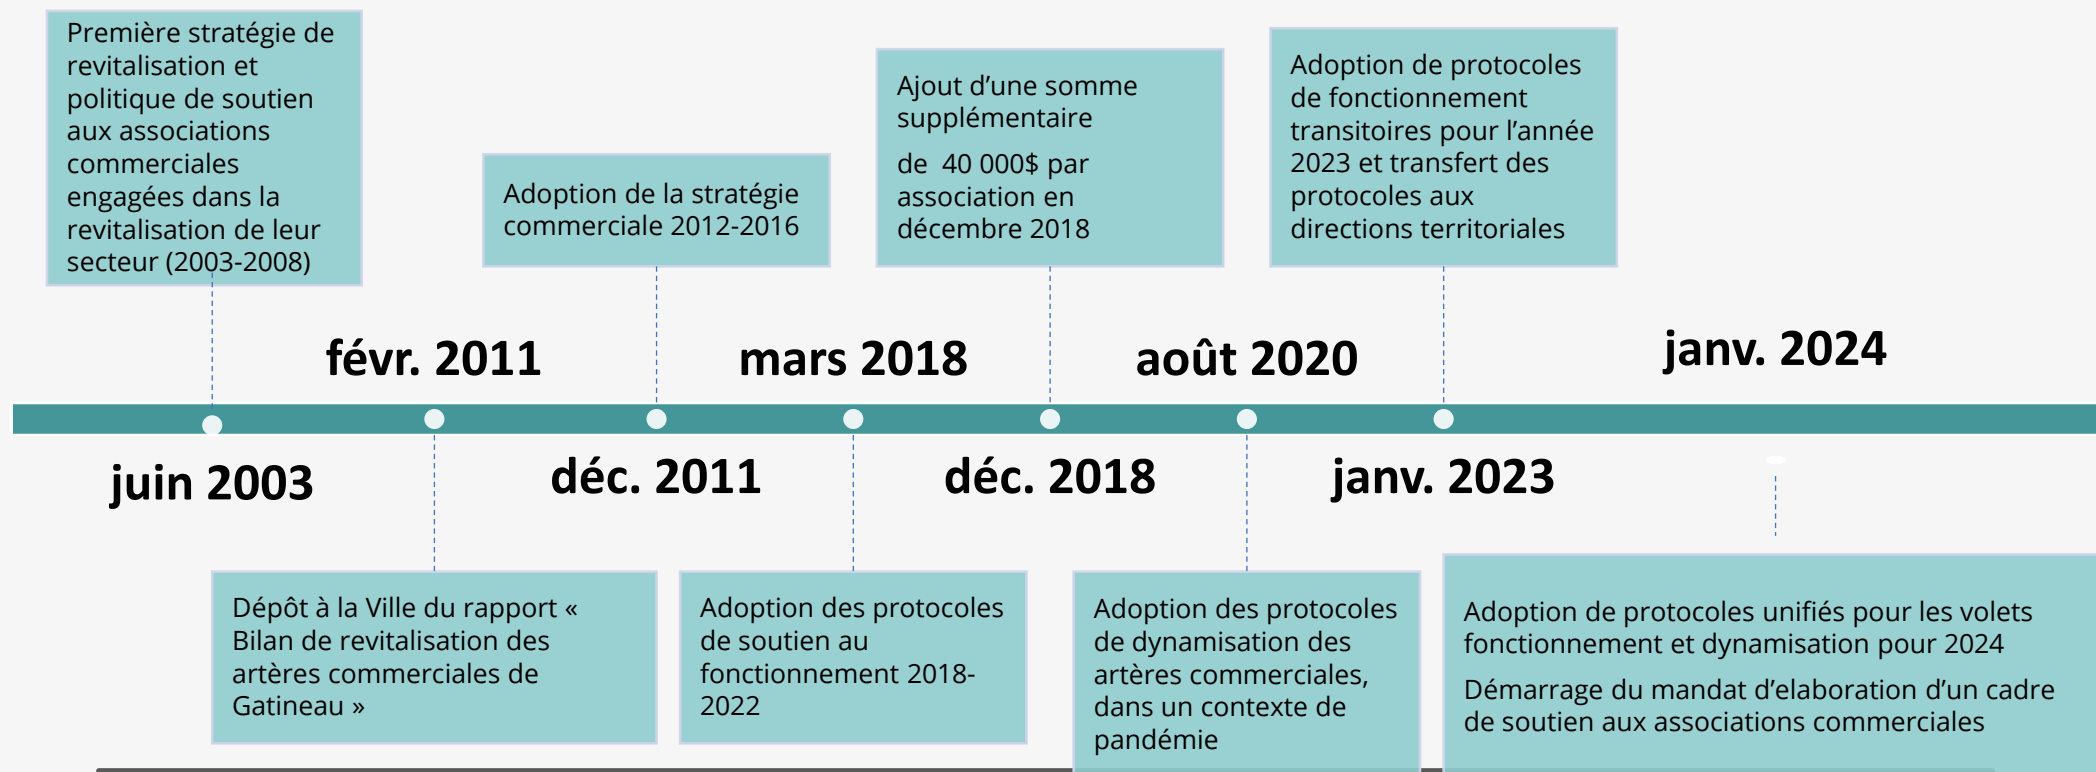 Première stratégie de
revitalisation et
politique de soutien
aux associations
commerciales
engagées dans la
revitalisation de leur
secteur (2003-2008)
Adoption de la stratégie
commerciale 2012-2016
Ajout d’une somme
supplémentaire
de  40 000$ par
association en
décembre 2018
Adoption de protocoles
de fonctionnement
transitoires pour l’année
2023 et transfert des
protocoles aux
directions territoriales
févr. 2011
mars 2018
août 2020
janv. 2024
juin 2003
déc. 2011
déc. 2018
janv. 2023
Dépôt à la Ville du rapport «
Bilan de revitalisation des
artères commerciales de
Gatineau »
Adoption des protocoles
de soutien au
fonctionnement 2018-
2022
Adoption des protocoles
de dynamisation des
artères commerciales,
dans un contexte de
pandémie
Adoption de protocoles unifiés pour les volets
fonctionnement et dynamisation pour 2024
Démarrage du mandat d’elaboration d’un cadre
de soutien aux associations commerciales